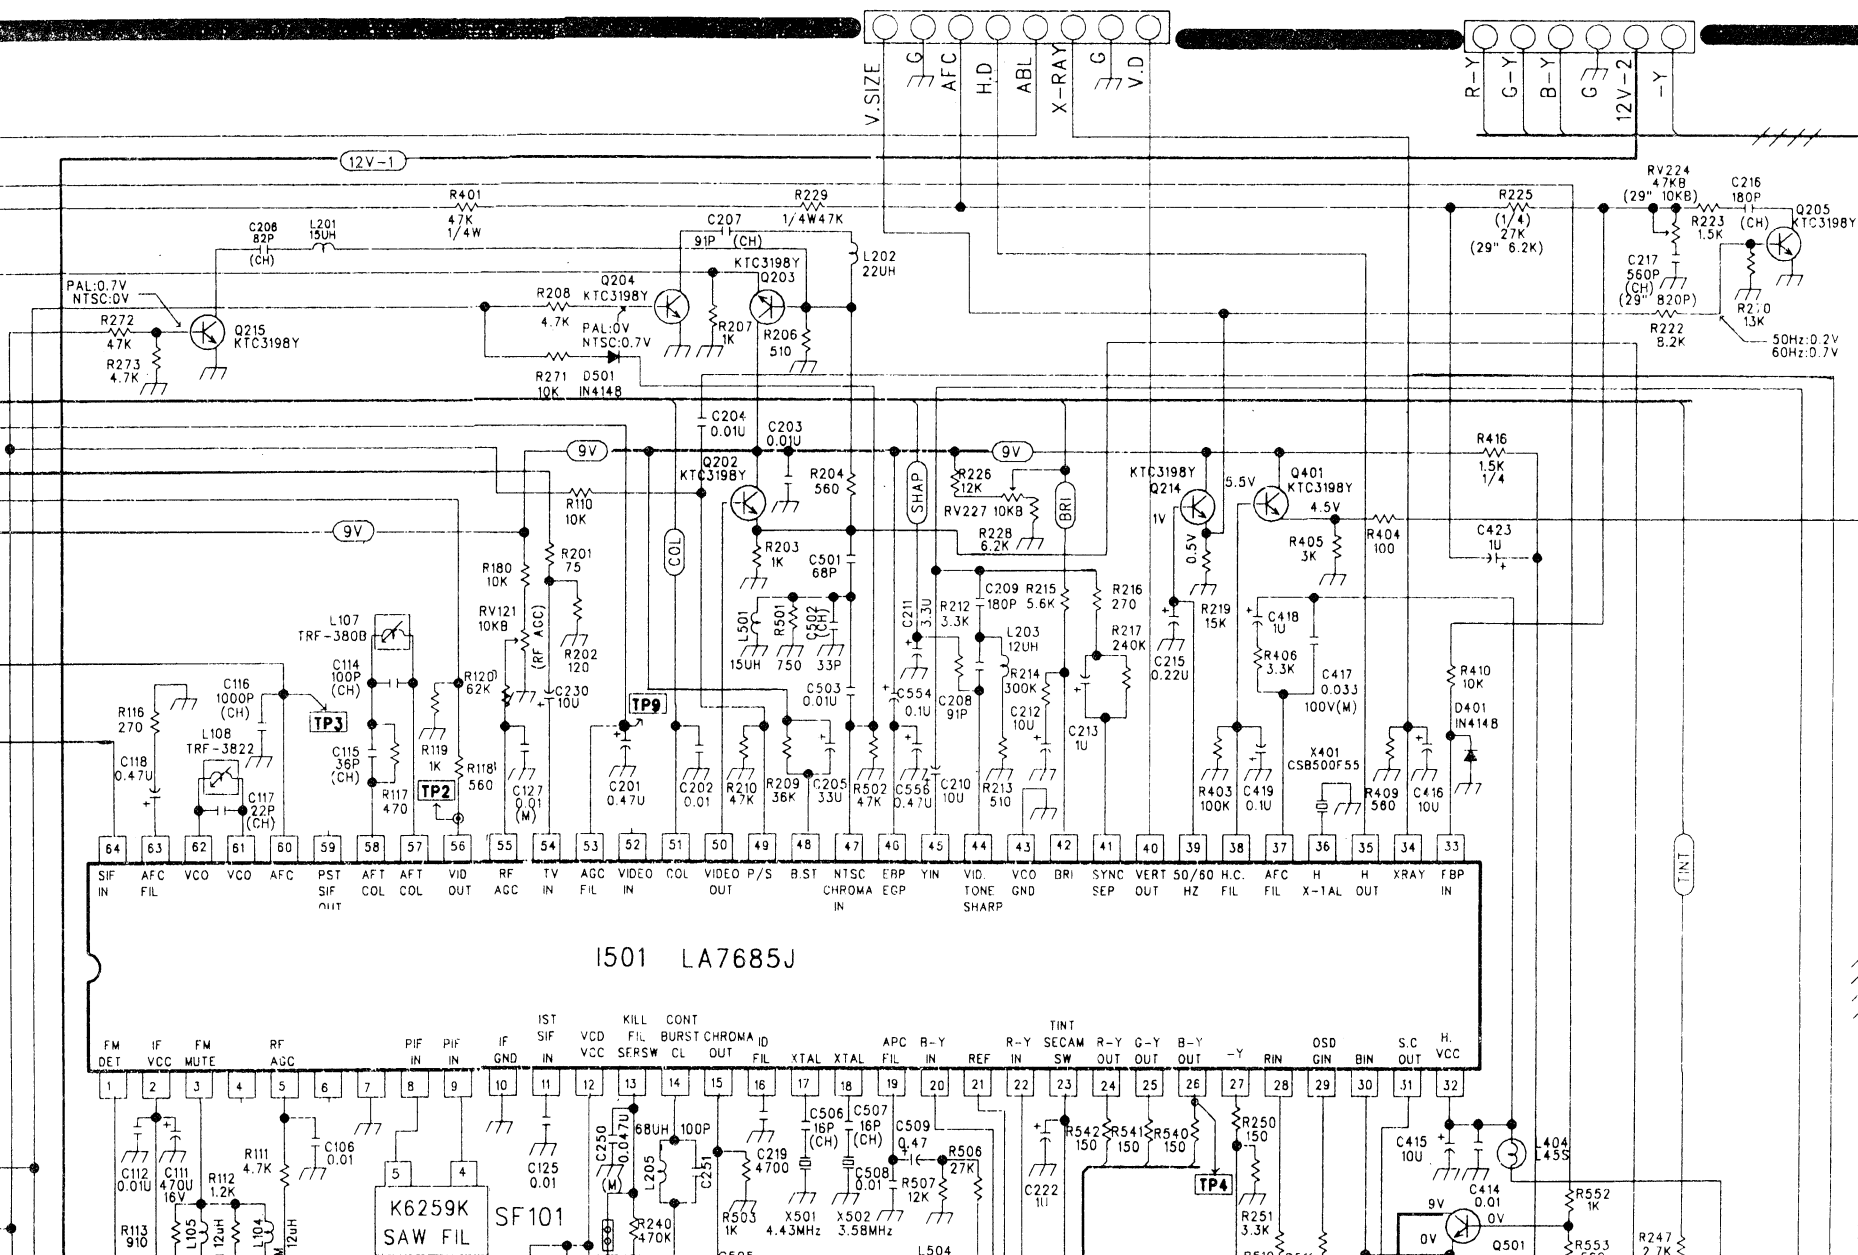 V.SIZE
G
AFC
H.D
ABL
X-RAY
G
V.D
R-Y
G-Y
B-Y
G
12V-2
-Y
12V-1
R401
47K
1/4W
R229
1/4W47K
C206
82P
(CH)
L201
15UH
C207
91P (CH)
L202
22UH
R225
(1/4)
27K
(29" 6.2K)
RV224
47KB
(29" 10KB)
C216
180P
(CH)
R223
1.5K
Q205
KTC3198Y
C217
560P
(CH)
(29" 820P)
13K
R222
8.2K
50Hz:0.2V
60Hz:0.7V
PAL:0.7V
NTSC:0V
R272
47K
R273
4.7K
Q215
KTC3198Y
R208
4.7K
Q204
KTC3198Y
PAL:0V
NTSC:0.7V
R271
10K
D501
IN4148
R207
1K
KTC3198Y
Q203
R206
510
C204
0.01U
C203
0.01U
9V
9V
9V
Q202
KTC3198Y
R204
560
R110
10K
R201
75
R180
10K
RV121
10KB
(RF AGC)
R202
120
C230
10U
COL
R203
1K
C501
68P
L501
15UH
R501
750
C502
(CH)
33P
C503
0.01U
SHAP
R226
12K
RV227 10KB
R228
6.2K
BRI
KTC3198Y
Q214
1V
0.5V
5.5V
Q401
KTC3198Y
4.5V
R405
3K
R404
100
R416
1.5K
1/4
C423
1U
C211
3.3U
R212
3.3K
C209
180P
R215
5.6K
R216
270
R217
240K
L203
12UH
R214
300K
C208
91P
C212
10U
C213
1U
C215
0.22U
R219
15K
C418
1U
R406
3.3K
C417
0.033
100V(M)
R410
10K
D401
IN4148
L107
TRF-380B
C114
100P
(CH)
C115
36P
(CH)
R117
470
R119
1K
R120
62K
R118
560
TP2
TP3
TP9
C116
1000P
(CH)
L108
TRF-3822
C117
22P
(CH)
R116
270
C118
0.47U
C127
0.01
(M)
C201
0.47U
C202
0.01
R210
47K
R209
36K
C205
33U
R502
47K
C554
0.1U
C556
0.47U
C210
10U
R213
510
R403
100K
C419
0.1U
X401
CSB500F55
R409
560
C416
10U
TINT
64 63 62 61 60 59 58 57 56 55 54 53 52 51 50 49 48 47 46 45 44 43 42 41 40 39 38 37 36 35 34 33
SIF IN
AFC FIL
VCO
VCO
AFC
PST SIF OUT
AFT COL
AFT COL
VID OUT
RF AGC
TV IN
AGC FIL
VIDEO IN
COL
VIDEO OUT
P/S
B.ST
NTSC CHROMA IN
EBP EGP
YIN
VID. TONE SHARP
VCO GND
BRI
SYNC SEP
VERT OUT
50/60 HZ
H.C. FIL
AFC FIL
H X-TAL
H OUT
XRAY
FBP IN
I501 LA7685J
FM DET
IF VCC
FM MUTE
RF AGC
PIF IN
PIF IN
IF GND
IST SIF IN
VCD VCC
KILL FIL SERSW
CONT BURST CL
CHROMA OUT
ID FIL
XTAL
XTAL
APC FIL
B-Y IN
REF
R-Y IN
TINT SECAM SW
R-Y OUT
G-Y OUT
B-Y OUT
-Y
RIN
OSD GIN
BIN
S.C OUT
H. VCC
1 2 3 4 5 6 7 8 9 10 11 12 13 14 15 16 17 18 19 20 21 22 23 24 25 26 27 28 29 30 31 32
C112
0.01U
C111
470U
16V
R113
910
R112
1.2K
L105
12uH
L104
12uH
R111
4.7K
C106
0.01
5
4
K6259K
SAW FIL
SF101
C125
0.01
C250
0.047U
(M)
R240
470K
68UH
L205
100P
C251
R503
1K
C219
4700
C506
16P
(CH)
X501
4.43MHz
C507
16P
(CH)
C508
0.01
X502
3.58MHz
C509
0.47
R506
27K
R507
12K
L504
C222
1U
R542
150
R541
150
R540
150
TP4
R250
150
R251
3.3K
C415
10U
C414
0.01
L404
9V
0V
0V
Q501
R552
1K
R553
R247
2.7K